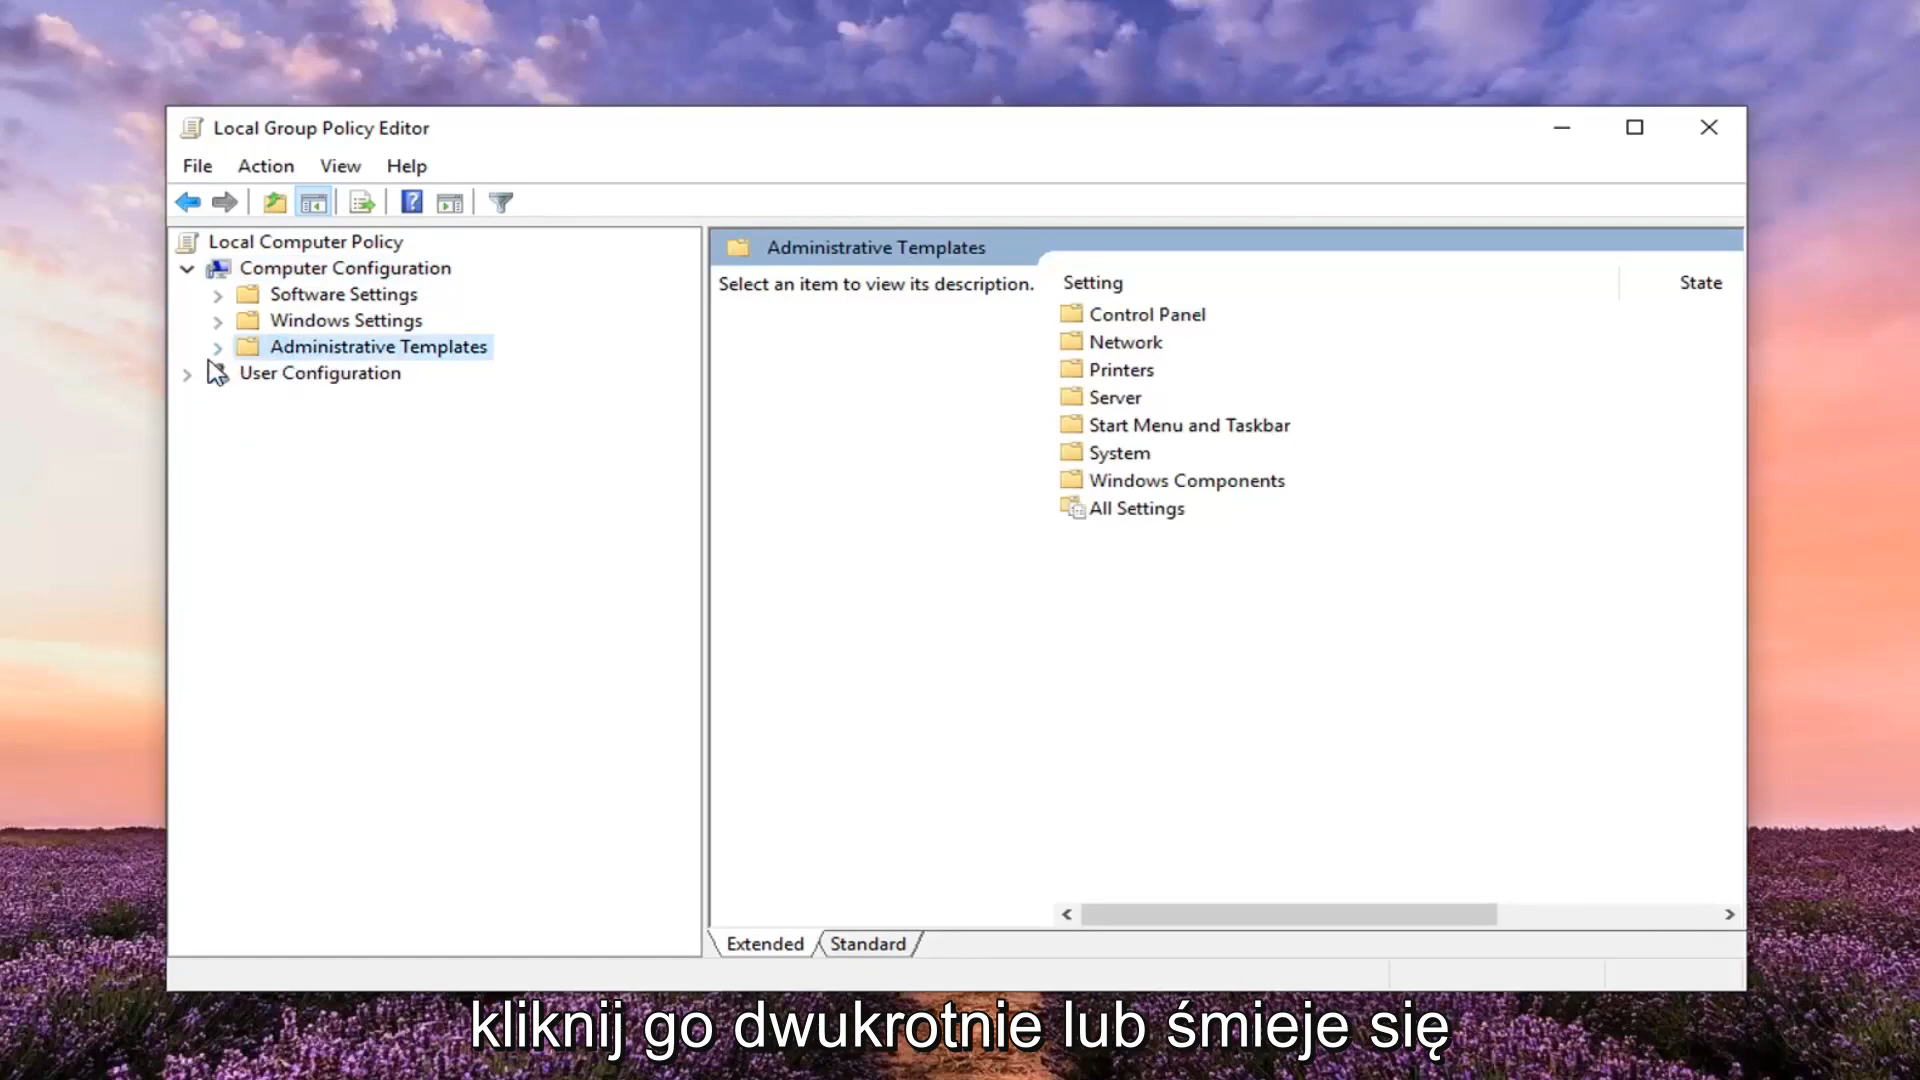 Local Group Policy Editor
File Action View Help
Local Computer Policy
Computer Configuration
Software Settings
Windows Settings
Administrative Templates
User Configuration
Administrative Templates
Select an item to view its description.
Setting State
Control Panel
Network
Printers
Server
Start Menu and Taskbar
System
Windows Components
All Settings
Extended Standard
kliknij go dwukrotnie lub śmieje się